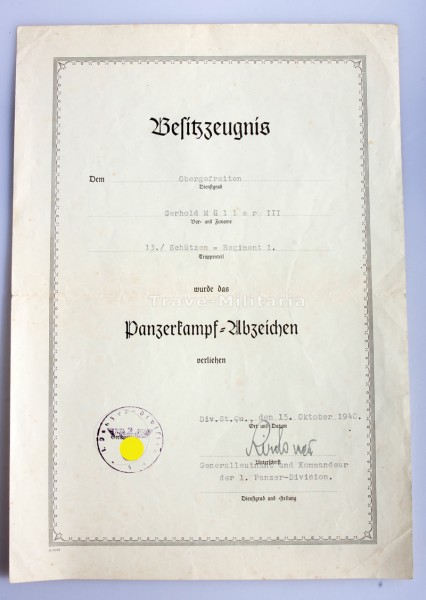 Besitzzeugnis
Dem Obergefreiten
Dienstgrad
Gerhold Müller III
Vor- und Zuname
13./ Schützen - Regiment 1.
Truppenteil
wurde das
Trave-Militaria
Panzerkampf-Abzeichen
verliehen
Div.St.Qu., den 15. Oktober 1940.
Ort und Datum
Unterschrift
Generalleutnant und Kommandeur
der 1. Panzer-Division.
Dienstgrad und -stellung